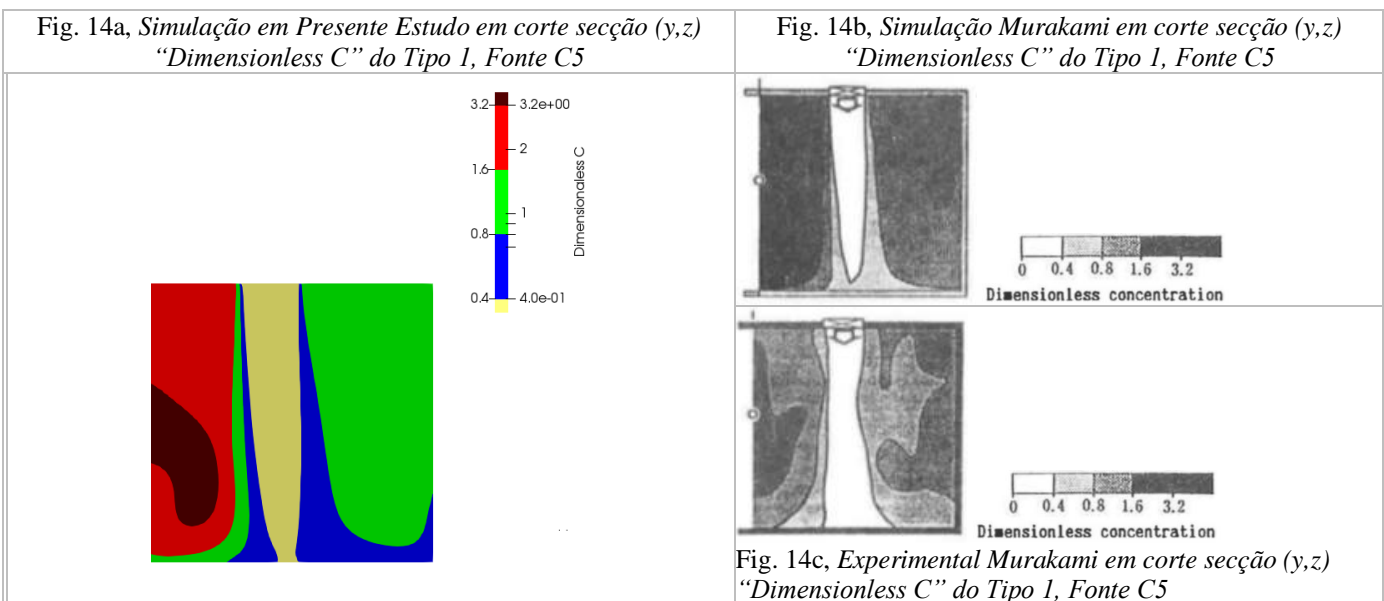 Fig. 14a, Simulação em Presente Estudo em corte secção (y,z)
“Dimensionless C” do Tipo 1, Fonte C5
Fig. 14b, Simulação Murakami em corte secção (y,z)
“Dimensionless C” do Tipo 1, Fonte C5
3.2
3.2e+00
2
1.6
1
0.8
0.4
4.0e-01
Dimensionaless C
0 0.4 0.8 1.6 3.2
Dimensionless concentration
0 0.4 0.8 1.6 3.2
Dimensionless concentration
Fig. 14c, Experimental Murakami em corte secção (y,z)
“Dimensionless C” do Tipo 1, Fonte C5